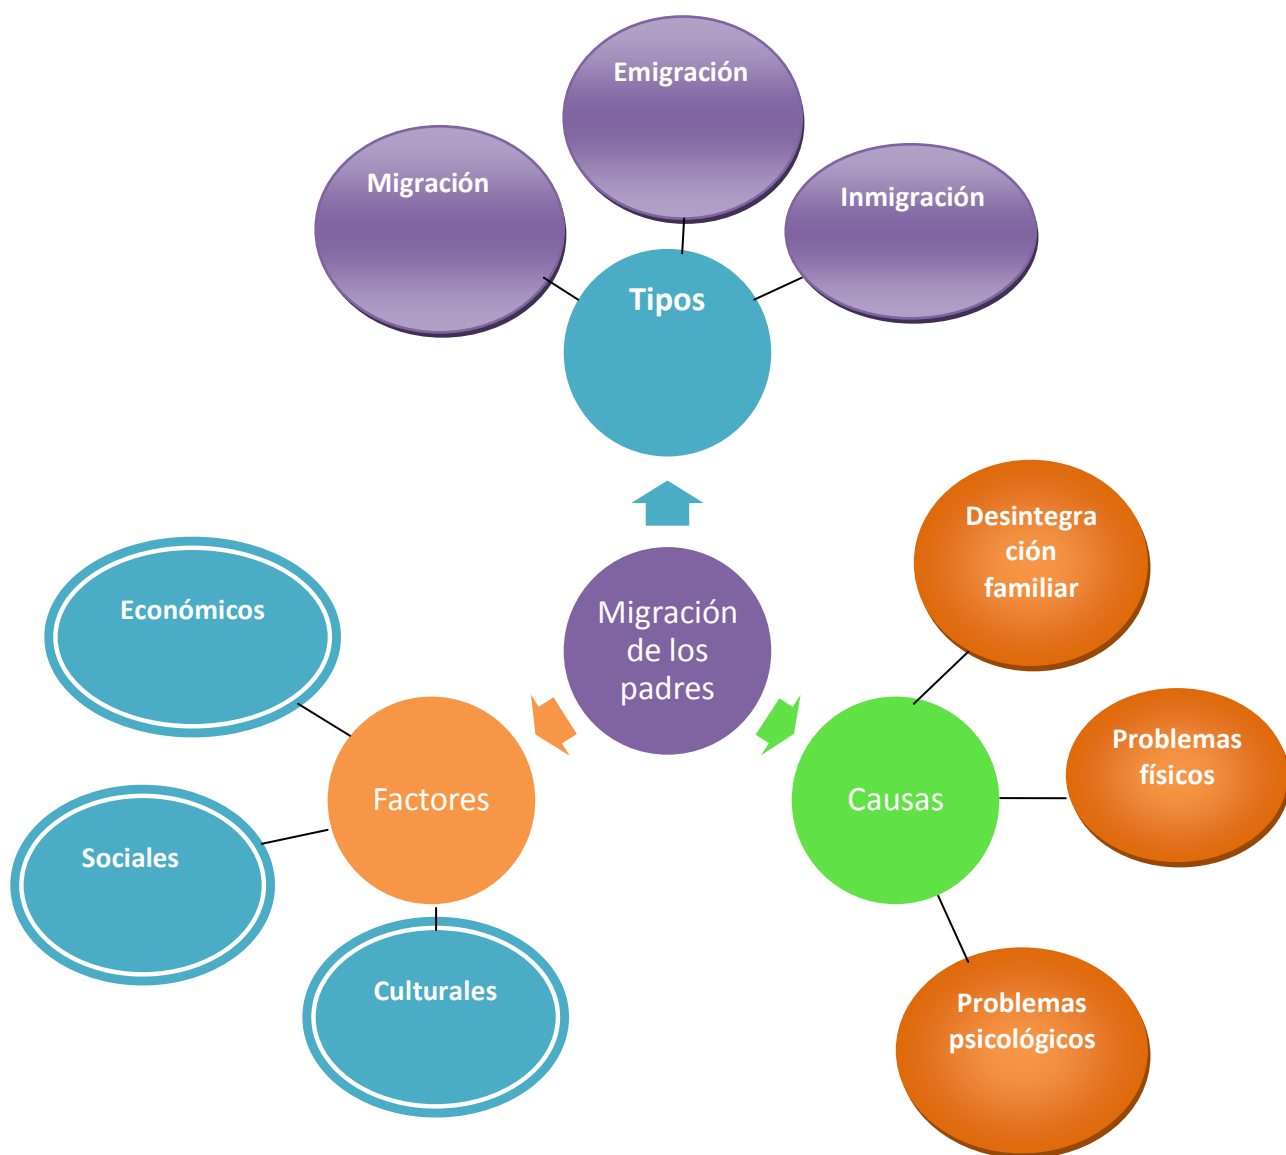 Emigración
Migración
Inmigración
Tipos
Desintegra
ción
familiar
Económicos
Migración
de los
padres
Problemas
físicos
Factores
Causas
Sociales
Culturales
Problemas
psicológicos